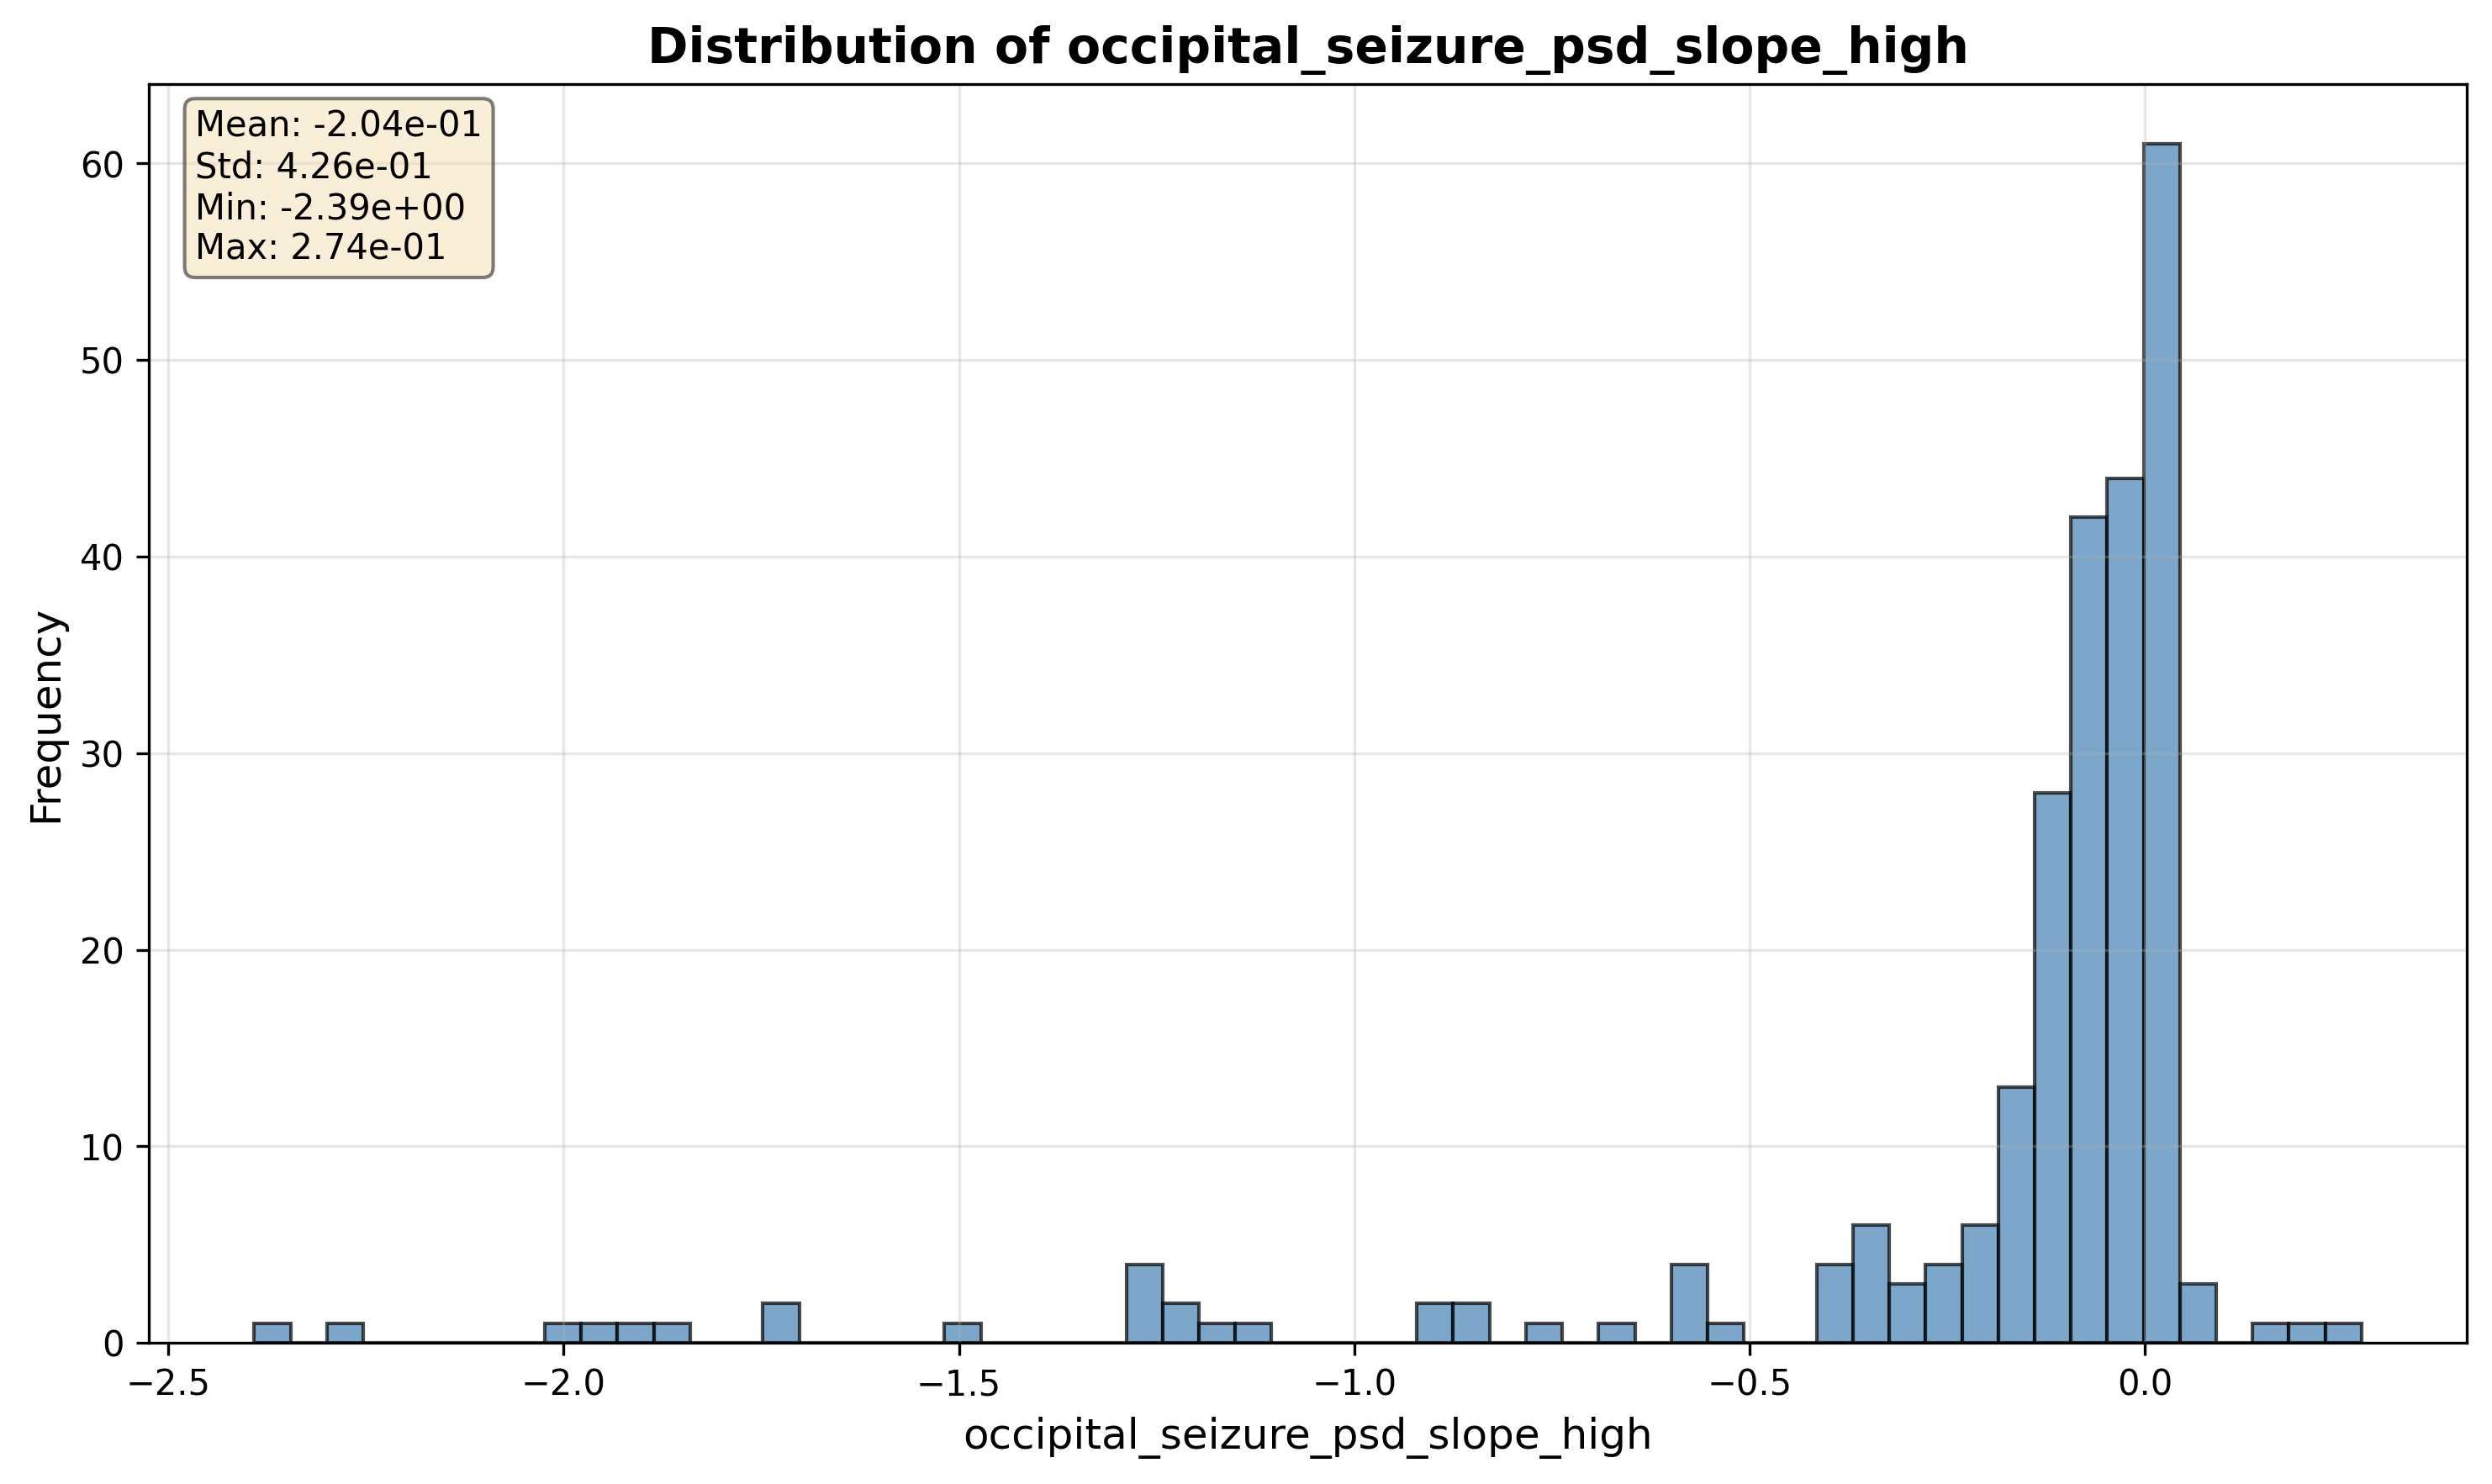 Distribution of occipital_seizure_psd_slope_high
Mean: -2.04e-01
Std: 4.26e-01
Min: -2.39e+00
Max: 2.74e-01
60
50
40
30
20
10
0
Frequency
−2.5 −2.0 −1.5 −1.0 −0.5 0.0
occipital_seizure_psd_slope_high